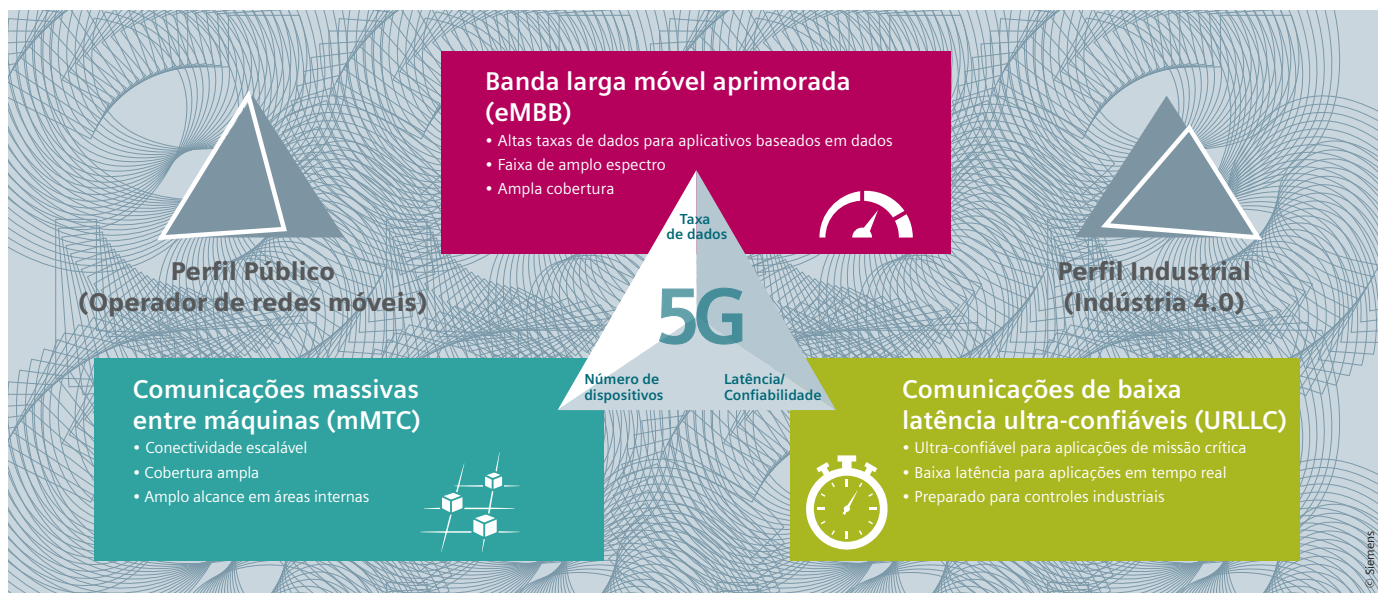 Banda larga móvel aprimorada
(eMBB)
• Altas taxas de dados para aplicativos baseados em dados
• Faixa de amplo espectro
• Ampla cobertura
Perfil Público
(Operador de redes móveis)
Taxa
de dados
5G
Número de
dispositivos
Latência/
Confiabilidade
Perfil Industrial
(Indústria 4.0)
Comunicações massivas
entre máquinas (mMTC)
• Conectividade escalável
• Cobertura ampla
• Amplo alcance em áreas internas
Comunicações de baixa
latência ultra-confiáveis (URLLC)
• Ultra-confiável para aplicações de missão crítica
• Baixa latência para aplicações em tempo real
• Preparado para controles industriais
© Siemens